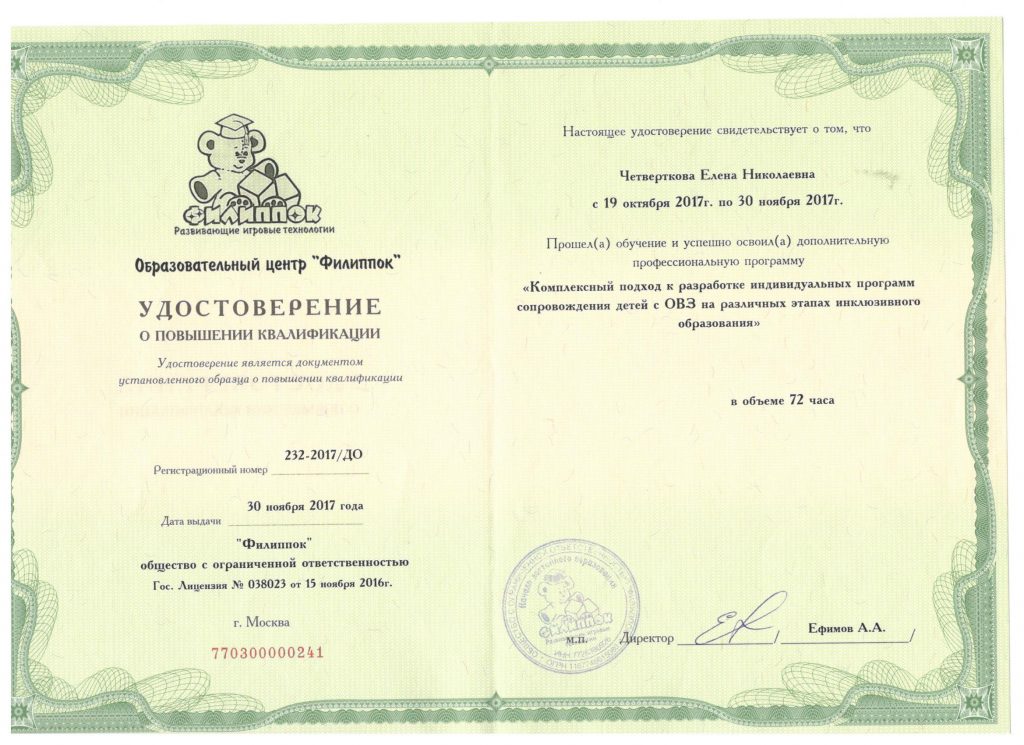 ФИЛИППОК
Развивающие игровые технологии
Образовательный центр "Филиппок"
УДОСТОВЕРЕНИЕ
О ПОВЫШЕНИИ КВАЛИФИКАЦИИ
Удостоверение является документом
установленного образца о повышении квалификации
232-2017/ДО
Регистрационный номер
30 ноября 2017 года
Дата выдачи
"Филиппок"
общество с ограниченной ответственностью
Гос. Лицензия № 038023 от 15 ноября 2016г.
г. Москва
770300000241
Настоящее удостоверение свидетельствует о том, что
Четверткова Елена Николаевна
с 19 октября 2017г. по 30 ноября 2017г.
Прошел(а) обучение и успешно освоил(а) дополнительную
профессиональную программу
«Комплексный подход к разработке индивидуальных программ
сопровождения детей с ОВЗ на различных этапах инклюзивного
образования»
в объеме 72 часа
ФИЛИППОК
Развивающие игровые
м.п.
Директор
/ Ефимов А.А. /